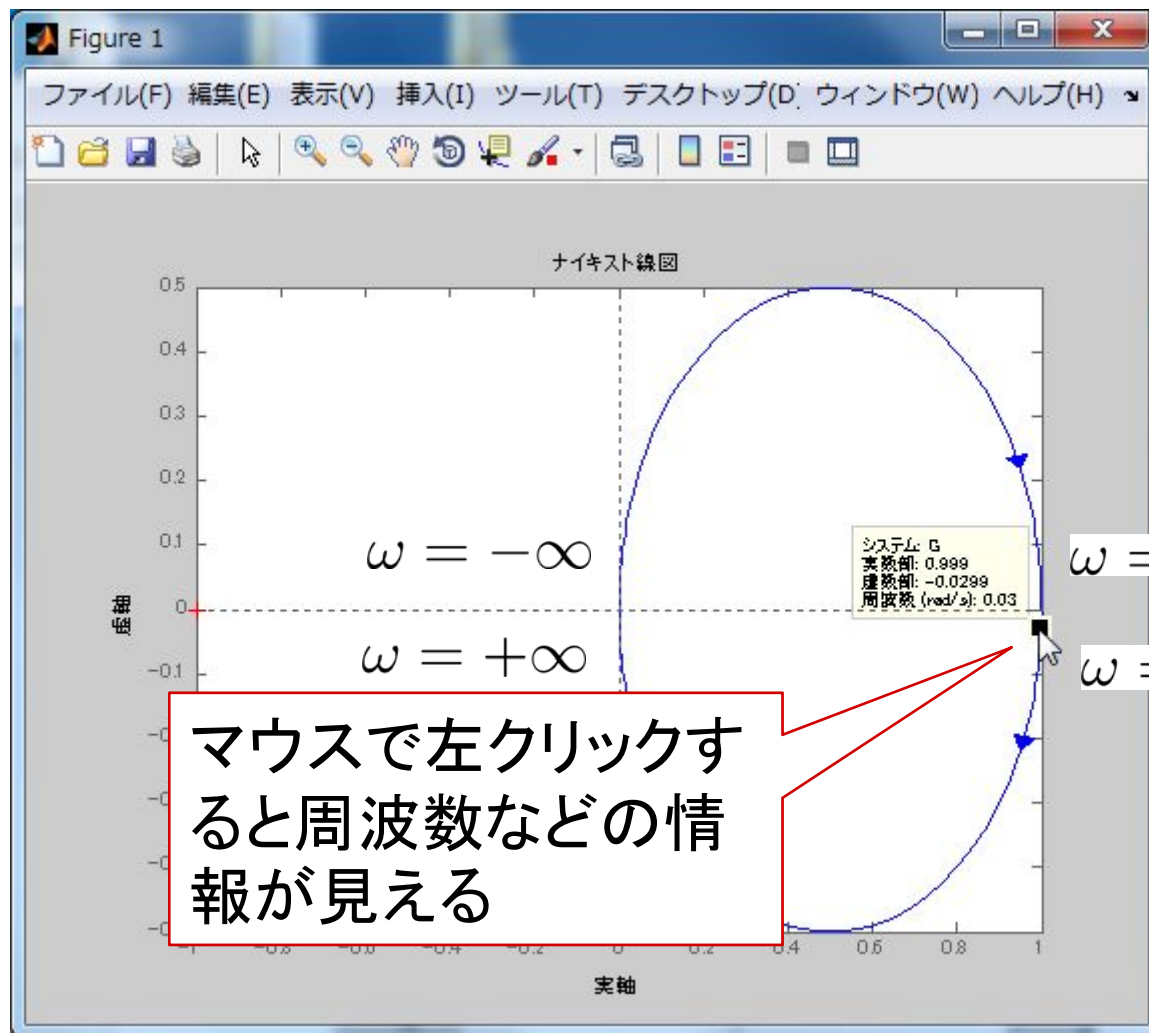 Figure 1
ファイル(F) 編集(E) 表示(V) 挿入(I) ツール(T) デスクトップ(D) ウィンドウ(W) ヘルプ(H)
ナイキスト線図
0.5
0.4
0.3
0.2
0.1
ω = −∞
システム: G
実数部: 0.999
虚数部: -0.0299
周波数 (rad/s): 0.03
ω =
虚軸
0
ω = +∞
ω =
-0.1
マウスで左クリックす
ると周波数などの情
報が見える
0.4 0.6 0.8 1
実軸